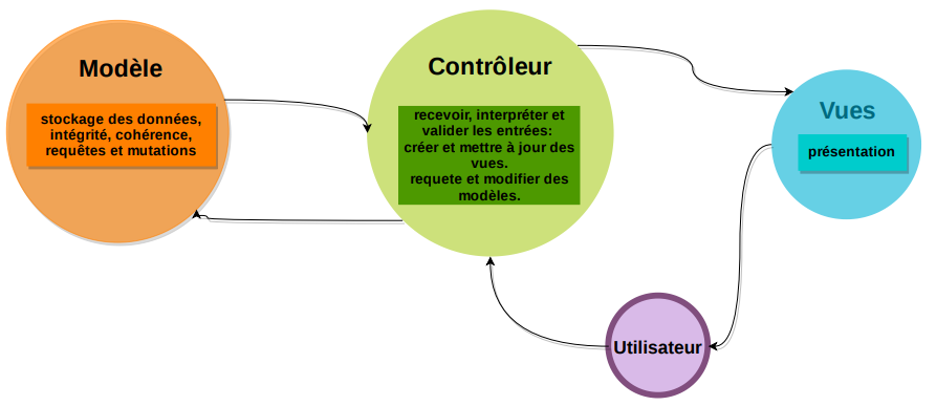 Modèle
stockage des données,
intégrité, cohérence,
requêtes et mutations
Contrôleur
recevoir, interpréter et
valider les entrées:
créer et mettre à jour des
vues.
requete et modifier des
modèles.
Vues
présentation
Utilisateur